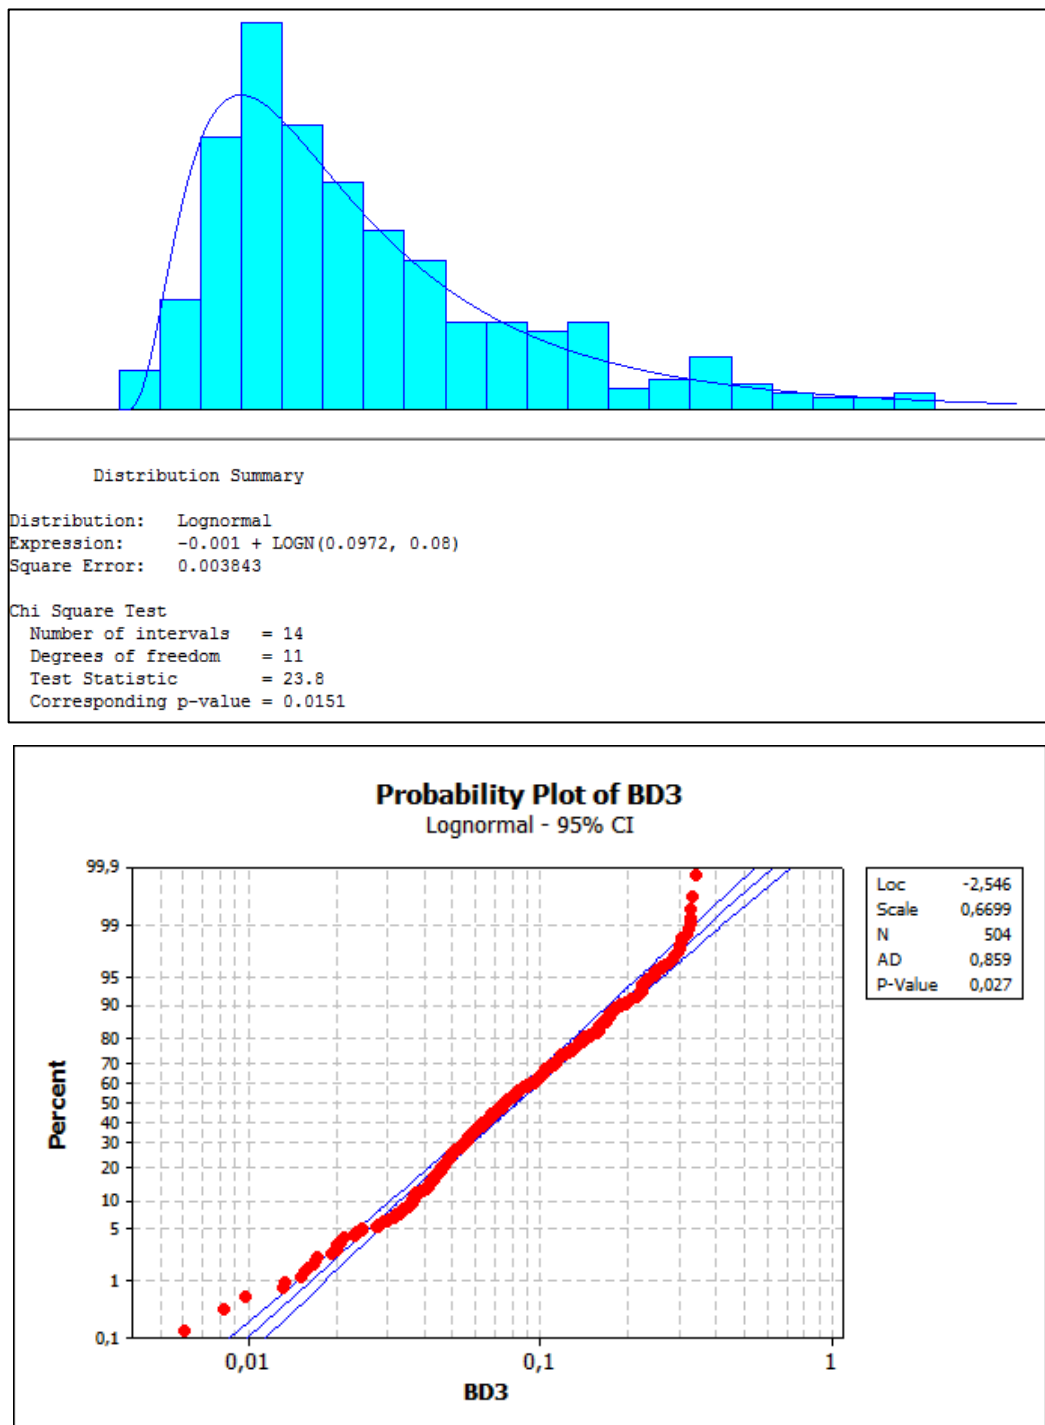 Distribution Summary
Distribution: Lognormal
Expression: -0.001 + LOGN(0.0972, 0.08)
Square Error: 0.003843
Chi Square Test
Number of intervals = 14
Degrees of freedom = 11
Test Statistic = 23.8
Corresponding p-value = 0.0151
Probability Plot of BD3
Lognormal - 95% CI
99,9
99
95
90
80
70
60
50
40
30
20
10
5
1
0,1
Percent
0,01 0,1 1
BD3
Loc -2,546
Scale 0,6699
N 504
AD 0,859
P-Value 0,027